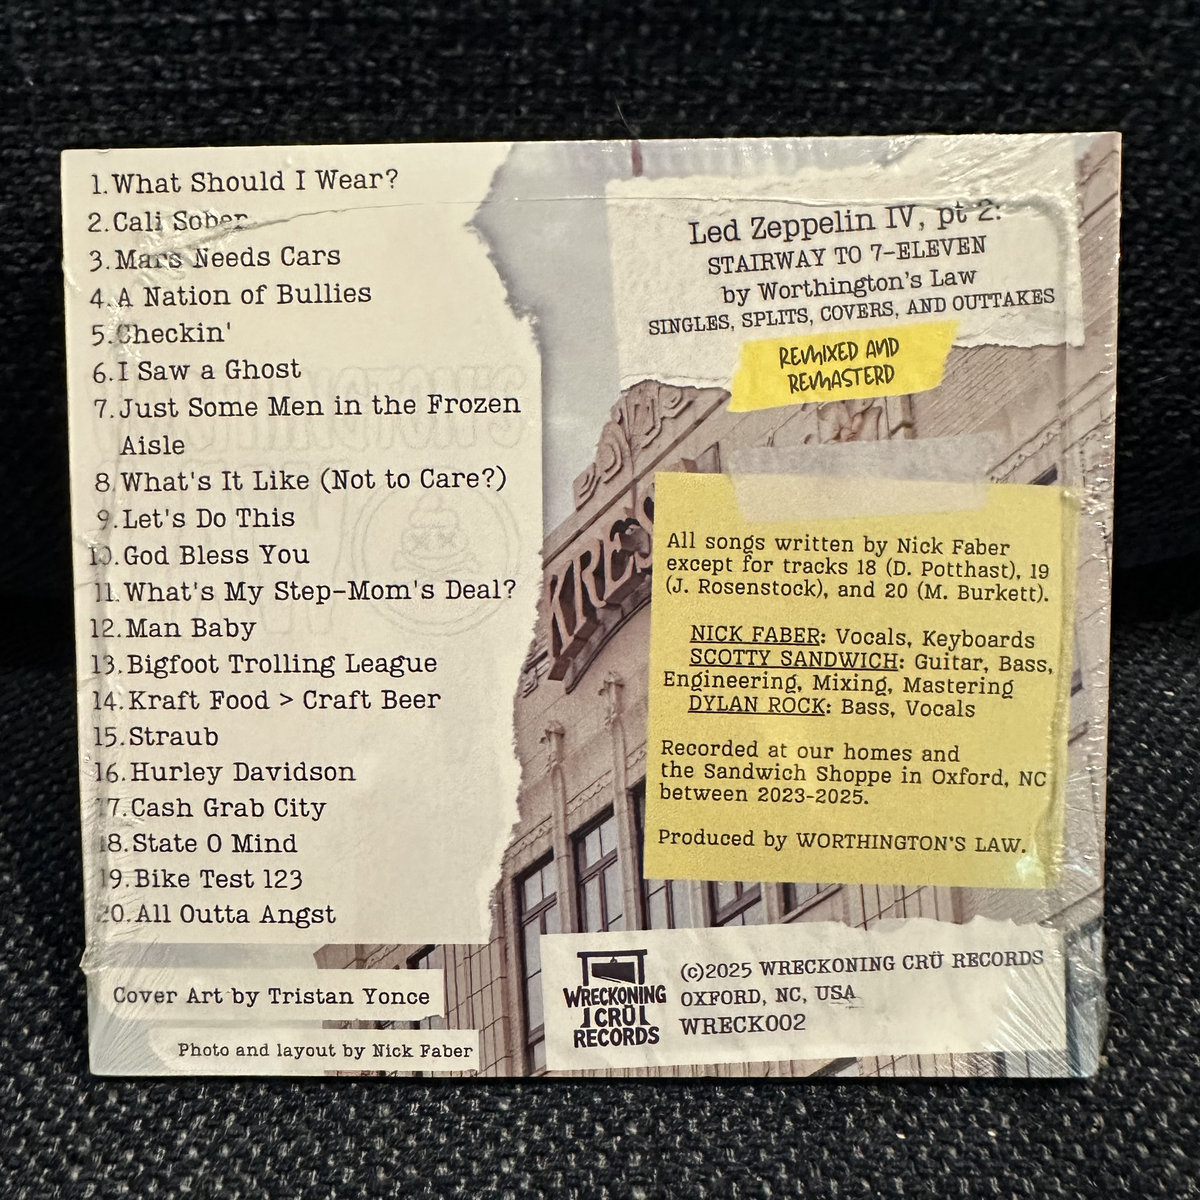 1. What Should I Wear?
2. Cali Sober
3. Mars Needs Cars
4. A Nation of Bullies
5. Checkin'
6. I Saw a Ghost
7. Just Some Men in the Frozen
Aisle
8. What's It Like (Not to Care?)
9. Let's Do This
10. God Bless You
11. What's My Step-Mom's Deal?
12. Man Baby
13. Bigfoot Trolling League
14. Kraft Food > Craft Beer
15. Straub
16. Hurley Davidson
17. Cash Grab City
18. State O Mind
19. Bike Test 123
20. All Outta Angst
Cover Art by Tristan Yonce
Photo and layout by Nick Faber
Led Zeppelin IV, pt 2:
STAIRWAY TO 7-ELEVEN
by Worthington's Law
SINGLES, SPLITS, COVERS, AND OUTTAKES
REMIXED AND
REMASTERD
KRES
All songs written by Nick Faber
except for tracks 18 (D. Potthast), 19
(J. Rosenstock), and 20 (M. Burkett).
NICK FABER: Vocals, Keyboards
SCOTTY SANDWICH: Guitar, Bass,
Engineering, Mixing, Mastering
DYLAN ROCK: Bass, Vocals
Recorded at our homes and
the Sandwich Shoppe in Oxford, NC
between 2023-2025.
Produced by WORTHINGTON'S LAW.
WRECKONING
CRÜ
RECORDS
(c)2025 WRECKONING CRÜ RECORDS
OXFORD, NC, USA
WRECK002